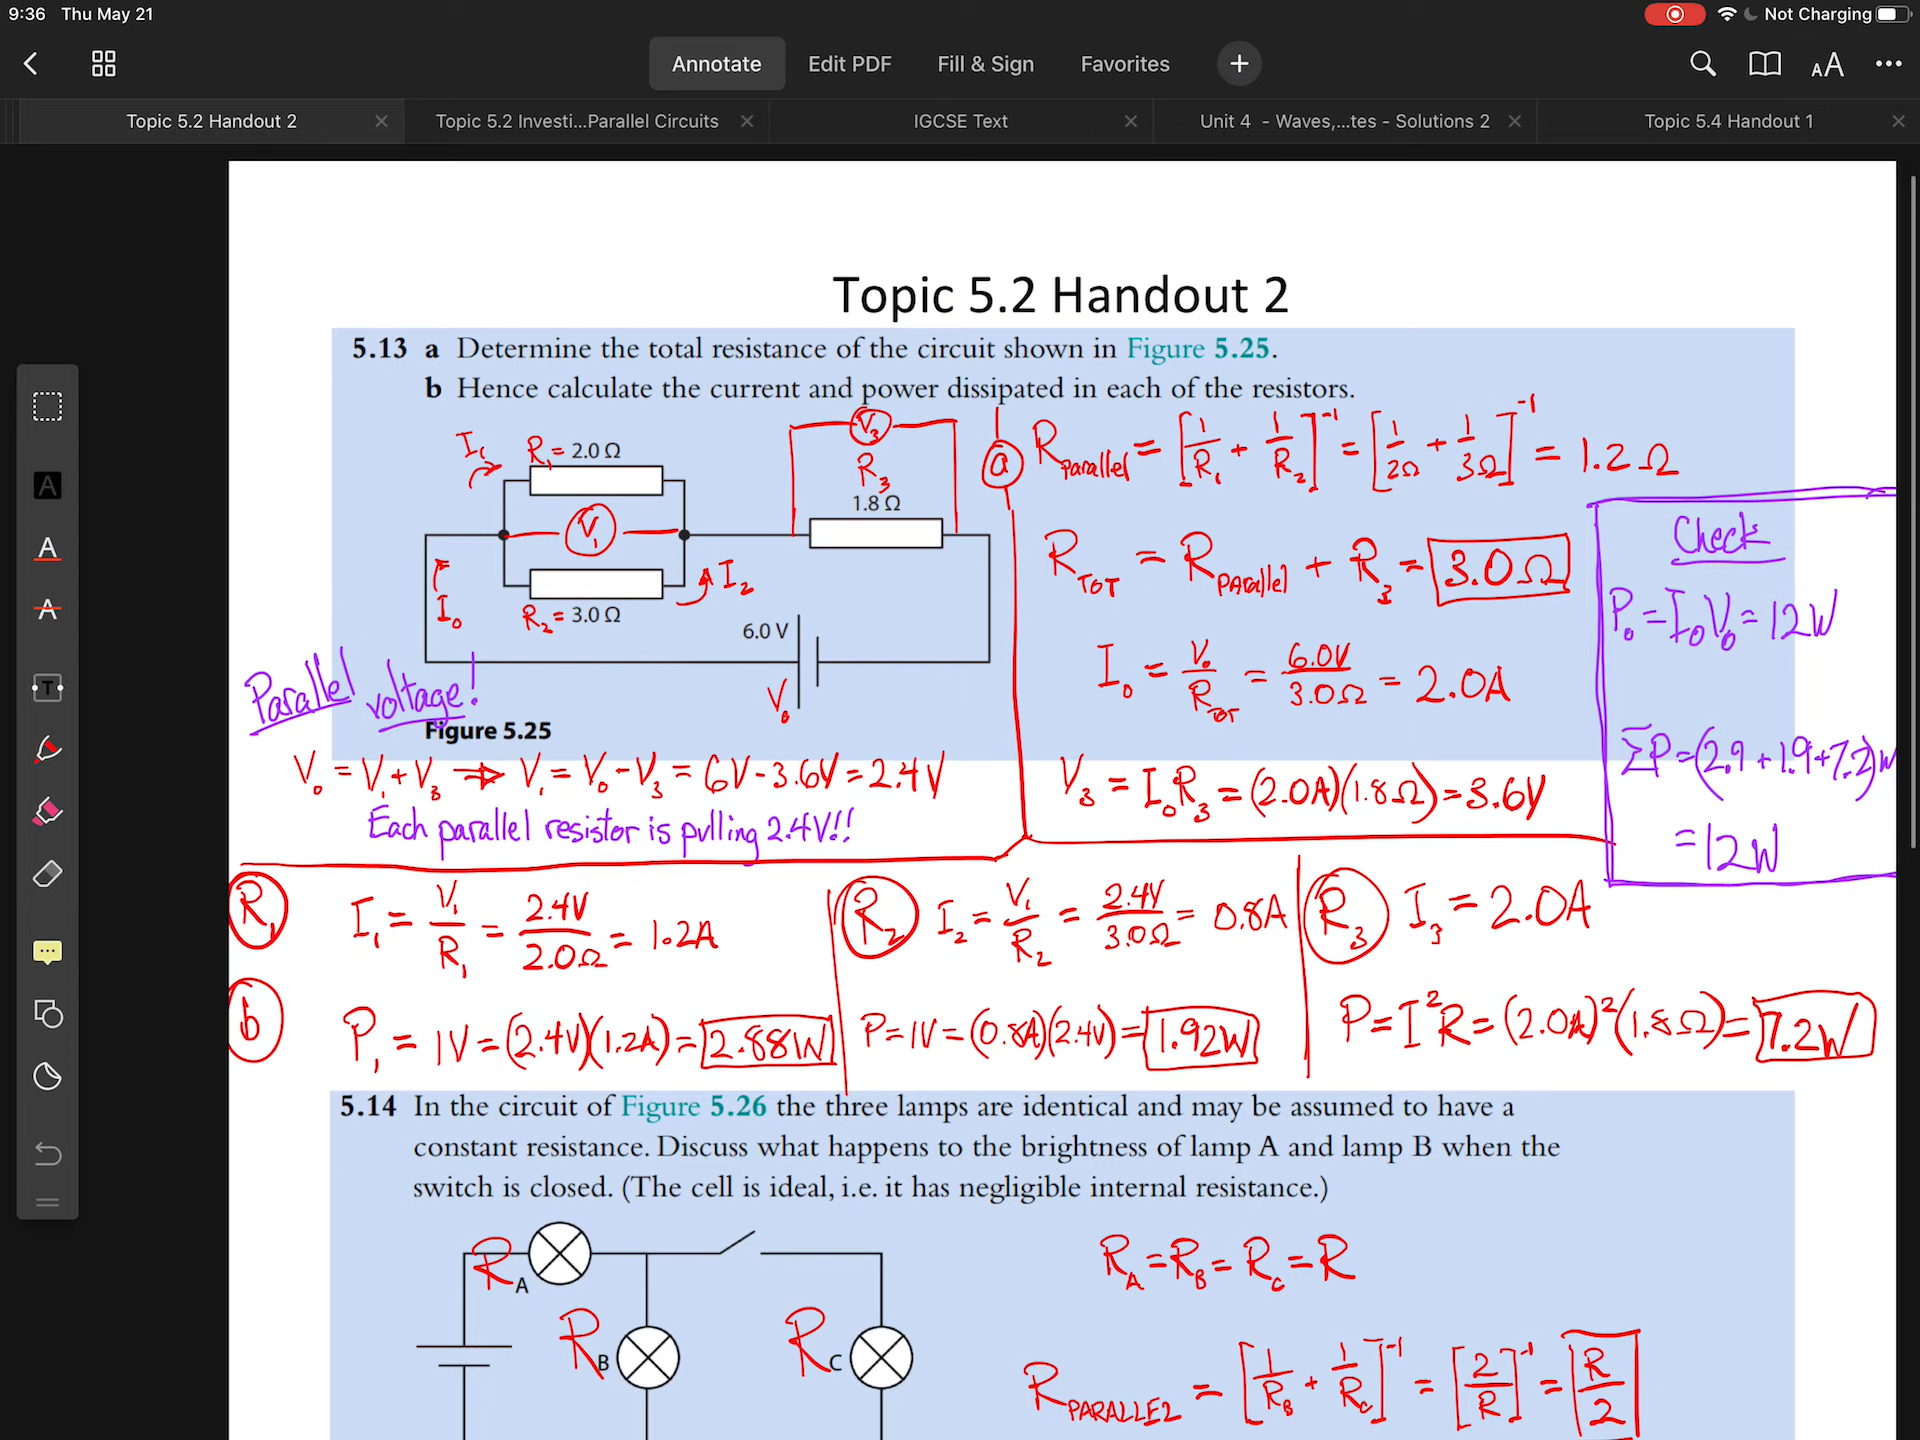 9:36 Thu May 21
Not Charging
Annotate Edit PDF Fill & Sign Favorites +
AA
Topic 5.2 Handout 2 × Topic 5.2 Investi...Parallel Circuits × IGCSE Text × Unit 4 - Waves,...tes - Solutions 2 × Topic 5.4 Handout 1 ×
Topic 5.2 Handout 2
5.13 a Determine the total resistance of the circuit shown in Figure 5.25.
b Hence calculate the current and power dissipated in each of the resistors.
I₁
R₁= 2.0 Ω
V₁
I₀
I₂
R₂= 3.0 Ω
V₃
R₃
1.8 Ω
6.0 V
V₀
Figure 5.25
a R_parallel = [1/R₁ + 1/R₂]⁻¹ = [1/2Ω + 1/3Ω]⁻¹ = 1.2 Ω
R_TOT = R_Parallel + R₃ = 3.0Ω
I₀ = V₀/R_TOT = 6.0V/3.0Ω = 2.0A
V₃ = I₀R₃ = (2.0A)(1.8Ω) = 3.6V
Check
P₀ = I₀V₀ = 12W
ΣP = (2.9 + 1.9 + 7.2)W
= 12W
Parallel voltage!
V₀ = V₁ + V₃ ⇒ V₁ = V₀ - V₃ = 6V - 3.6V = 2.4V
Each parallel resistor is pulling 2.4V!!
R₁ I₁ = V₁/R₁ = 2.4V/2.0Ω = 1.2A
R₂ I₂ = V₁/R₂ = 2.4V/3.0Ω = 0.8A
R₃ I₃ = 2.0A
b P₁ = IV = (2.4V)(1.2A) = 2.88W
P = IV = (0.8A)(2.4V) = 1.92W
P = I²R = (2.0A)²(1.8Ω) = 7.2W
5.14 In the circuit of Figure 5.26 the three lamps are identical and may be assumed to have a
constant resistance. Discuss what happens to the brightness of lamp A and lamp B when the
switch is closed. (The cell is ideal, i.e. it has negligible internal resistance.)
R A
R B
R C
R_A = R_B = R_C = R
R_PARALLEL = [1/R_B + 1/R_C]⁻¹ = [2/R]⁻¹ = R/2